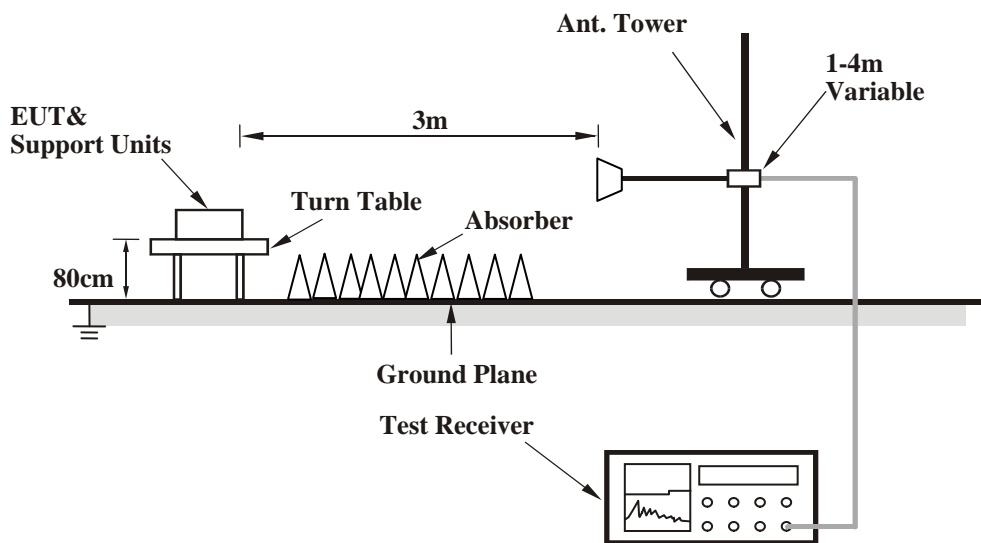 Ant. Tower
1-4m
Variable
EUT&
Support Units
3m
Turn Table
Absorber
80cm
Ground Plane
Test Receiver